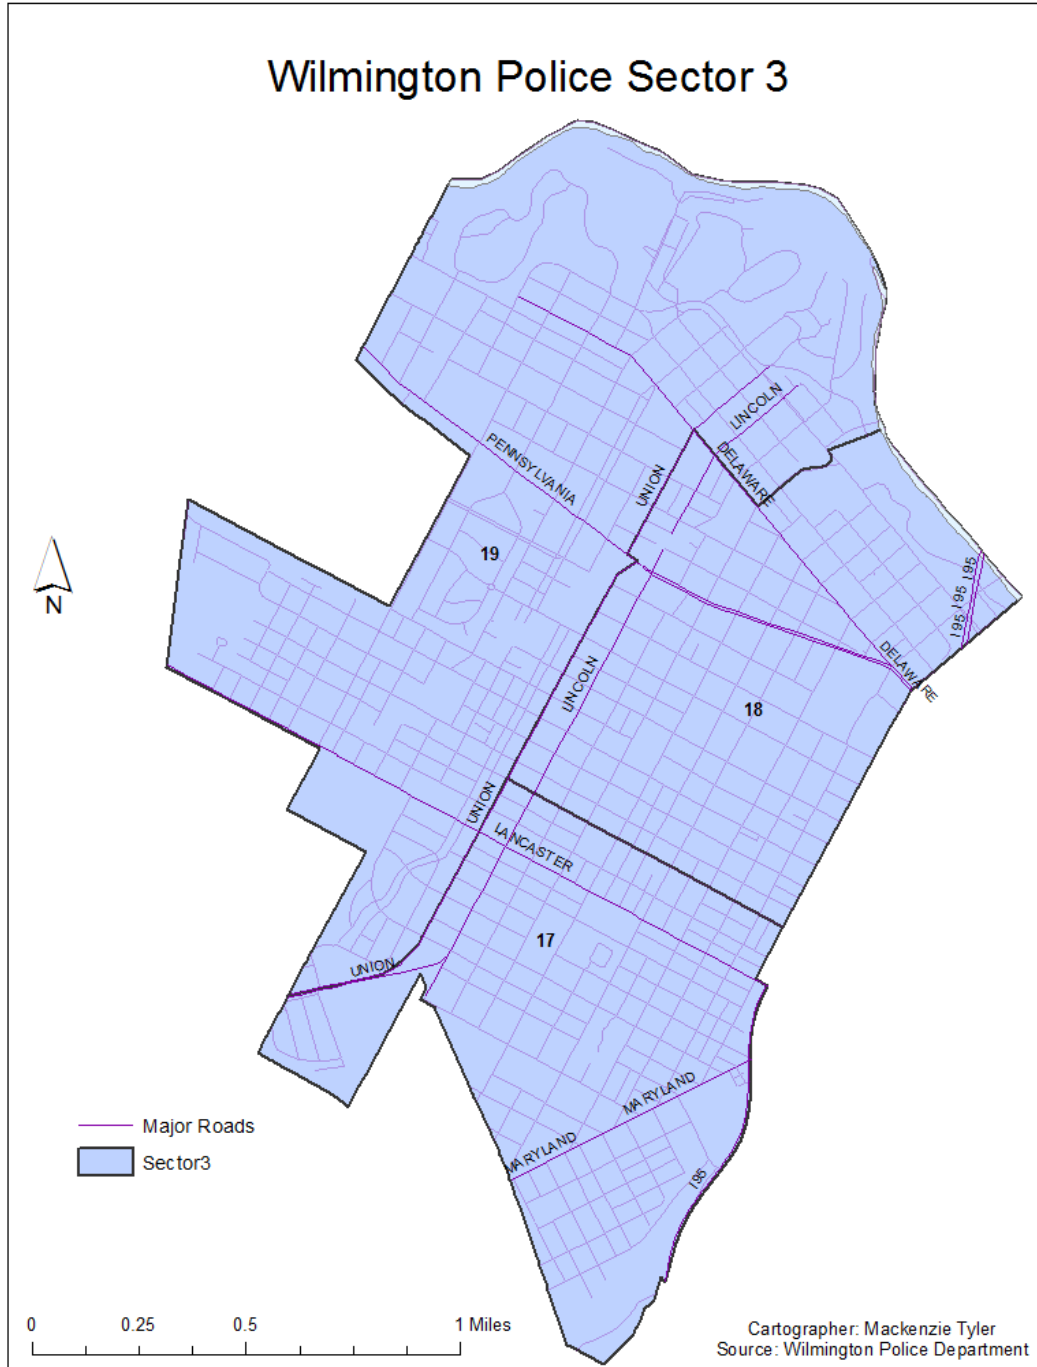 Wilmington Police Sector 3
LINCOLN
PENNSYLVANIA
DELAWARE
UNION
19
195
195
195
DELAWARE
LINCOLN
18
UNION
LANCASTER
17
UNION
MARYLAND
MARYLAND
195
N
Major Roads
Sector3
0 0.25 0.5 1 Miles
Cartographer: Mackenzie Tyler
Source: Wilmington Police Department